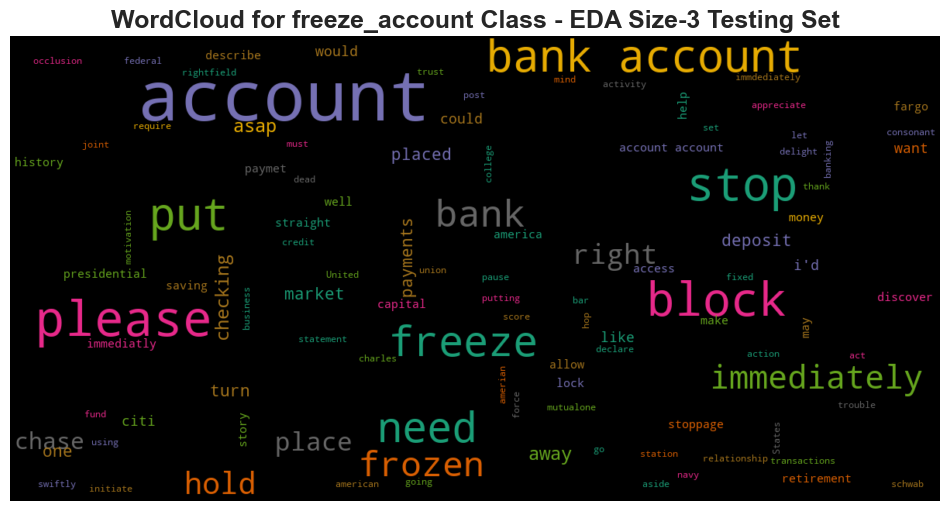 WordCloud for freeze_account Class - EDA Size-3 Testing Set
occlusion federal describe would bank account
rightfield trust mind activity immdediately
account post help appreciate fargo
require asap could set let consonant
joint must placed account account delight banking want
history paymet dead college stop thank
put well bank money
motivation straight america right deposit
credit payments access i'd
presidential saving checking United union pause fixed
business market capital putting bar discover
please score hop block make may
immediatly statement freeze like declare
charles allow action act
turn amerian force lock immediately
fund citi story need mutualone stoppage trouble
chase using place away go station States
one frozen relationship transactions
swiftly initiate hold american going aside navy retirement schwab